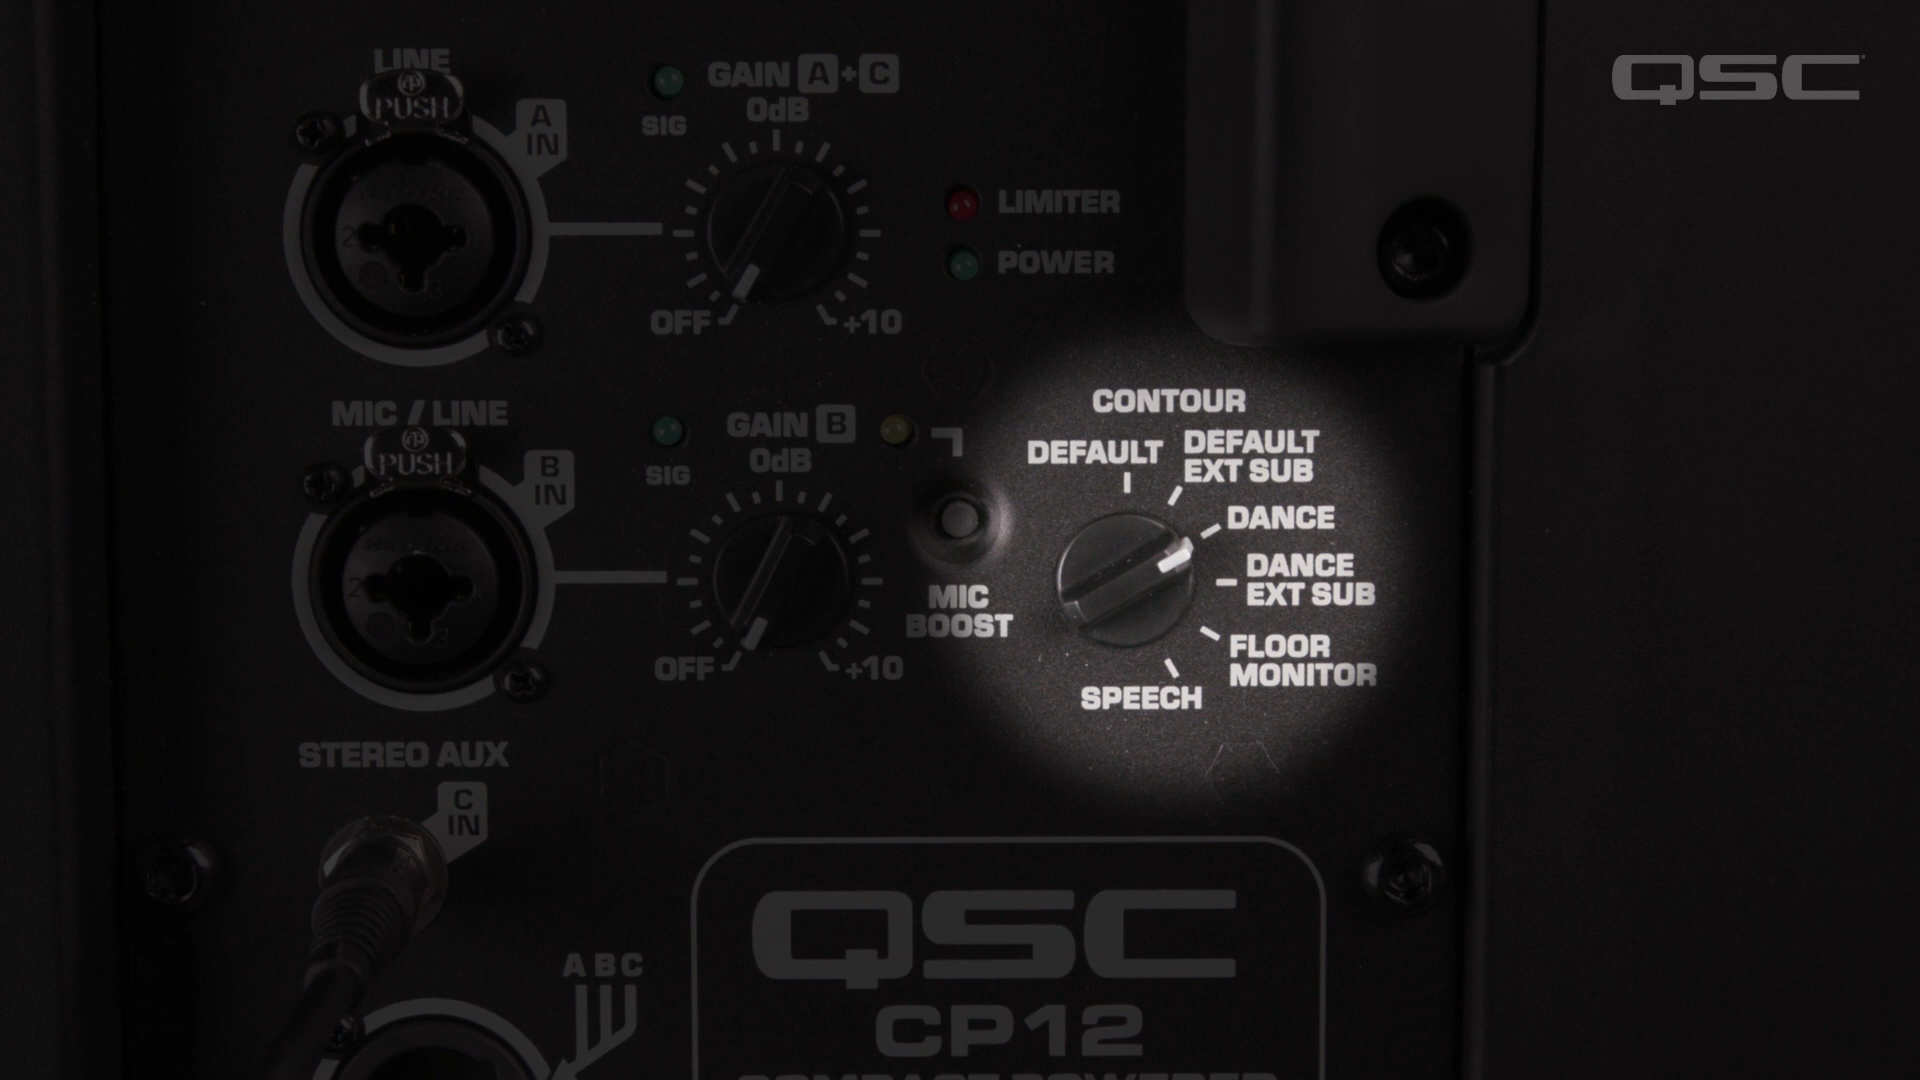 QSC
LINE
PUSH
A
IN
GAIN A+C
0dB
SIG
OFF
+10
LIMITER
POWER
MIC / LINE
PUSH
B
IN
GAIN B
0dB
SIG
OFF
+10
MIC
BOOST
CONTOUR
DEFAULT
DEFAULT
EXT SUB
DANCE
DANCE
EXT SUB
FLOOR
MONITOR
SPEECH
STEREO AUX
C
IN
A B C
QSC
CP12
COMPACT POWERED